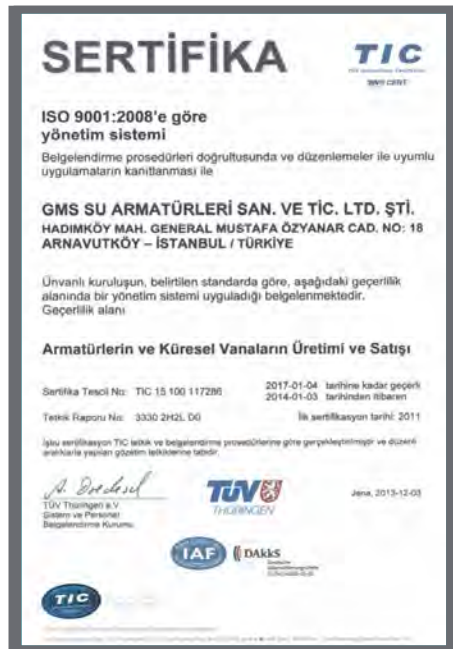 SERTİFİKA
TIC
ISO 9001:2008'e göre
yönetim sistemi
Belgelendirme prosedürleri doğrultusunda ve düzenlemeler ile uyumlu
uygulamaların kanıtlanması ile
GMS SU ARMATÜRLERİ SAN. VE TİC. LTD. ŞTİ.
HADIMKÖY MAH. GENERAL MUSTAFA ÖZYANAR CAD. NO: 18
ARNAVUTKÖY – İSTANBUL / TÜRKİYE
Ünvanlı kuruluşun, belirtilen standarda göre, aşağıdaki geçerlilik
alanında bir yönetim sistemi uyguladığı belgelenmektedir.
Geçerlilik alanı
Armatürlerin ve Küresel Vanaların Üretimi ve Satışı
Sertifika Tescil No: TIC 15 100 117286
2017-01-04 tarihine kadar geçerli
2014-01-03 tarihinden itibaren
Tetkik Raporu No: 3330 2H2L D0
İlk sertifikasyon tarihi: 2011
İşbu sertifikasyon TIC tetkik ve belgelendirme prosedürlerine göre gerçekleştirilmiştir ve düzenli
aralıklarla yapılan gözetim tetkiklerine tabidir.
TÜV Thüringen e.V.
Sistem ve Personel
Belgelendirme Kurumu
TÜV
THÜRINGEN
Jena, 2013-12-03
IAF
DAkkS
TIC